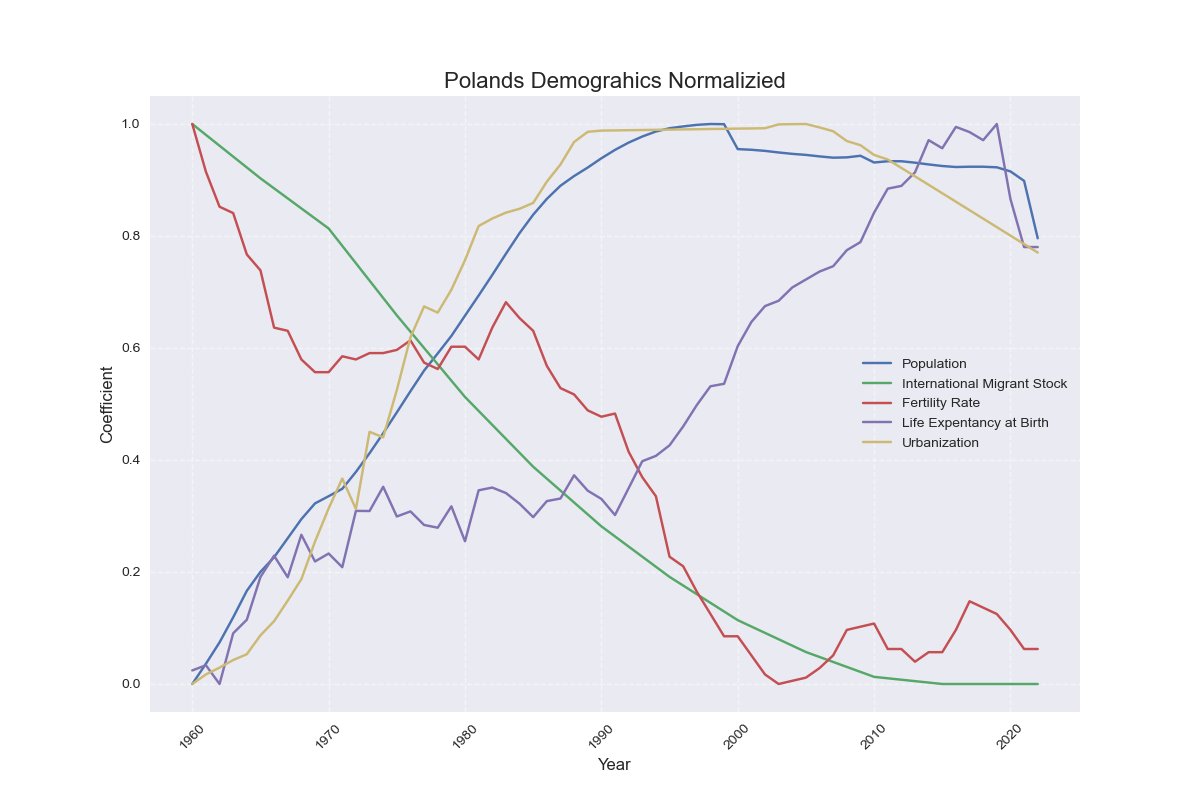 Polands Demograhics Normalizied
1.0
0.8
0.6
0.4
0.2
0.0
Coefficient
Population
International Migrant Stock
Fertility Rate
Life Expentancy at Birth
Urbanization
1960
1970
1980
1990
2000
2010
2020
Year